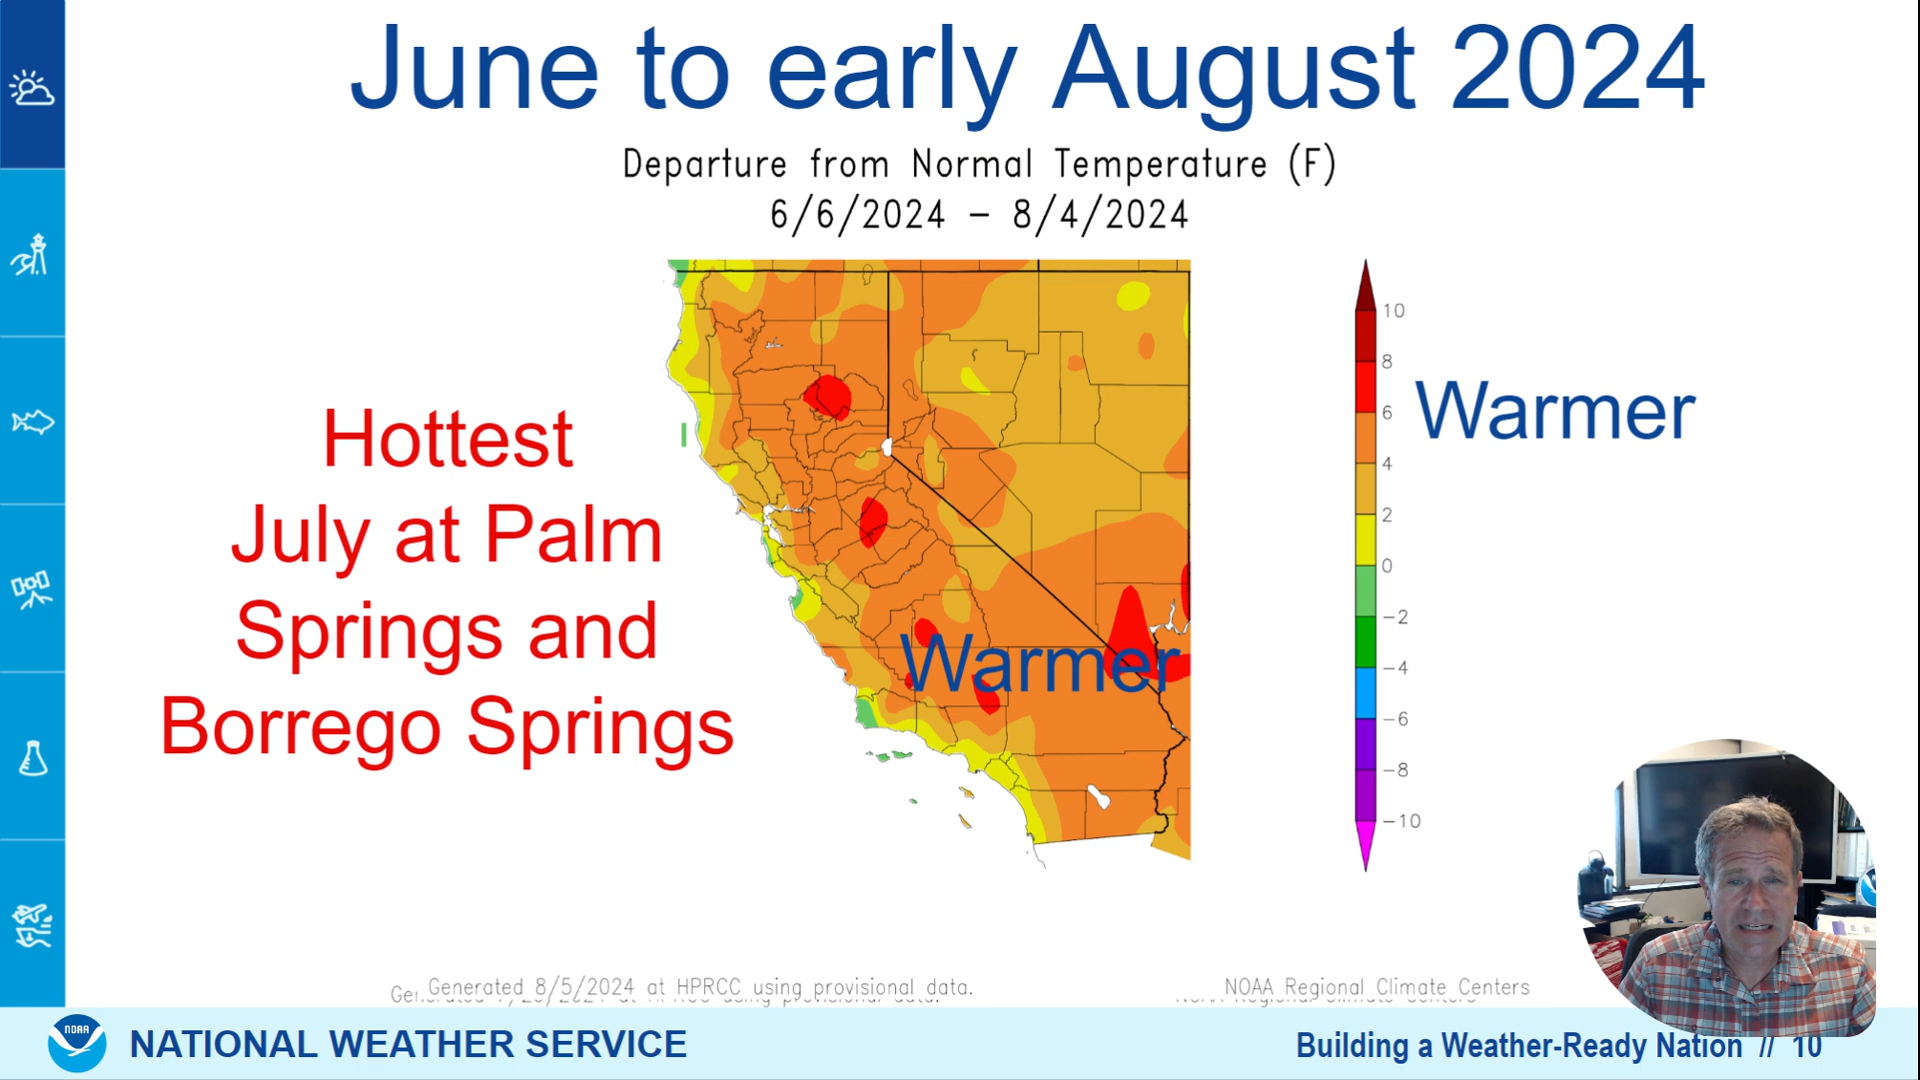 June to early August 2024
Departure from Normal Temperature (F)
6/6/2024 – 8/4/2024
Hottest
July at Palm
Springs and
Borrego Springs
Warmer
10
8
6
4
2
0
−2
−4
−6
−8
−10
Warmer
Generated 8/5/2024 at HPRCC using provisional data.
NOAA Regional Climate Centers
NOAA
NATIONAL WEATHER SERVICE
Building a Weather-Ready Nation // 10